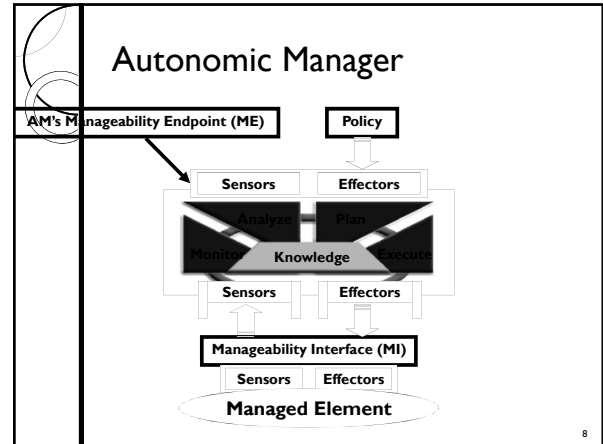 Autonomic Manager
AM's Manageability Endpoint (ME)
Policy
Sensors
Effectors
Analyze
Plan
Monitor
Knowledge
Execute
Sensors
Effectors
Manageability Interface (MI)
Sensors
Effectors
Managed Element
8